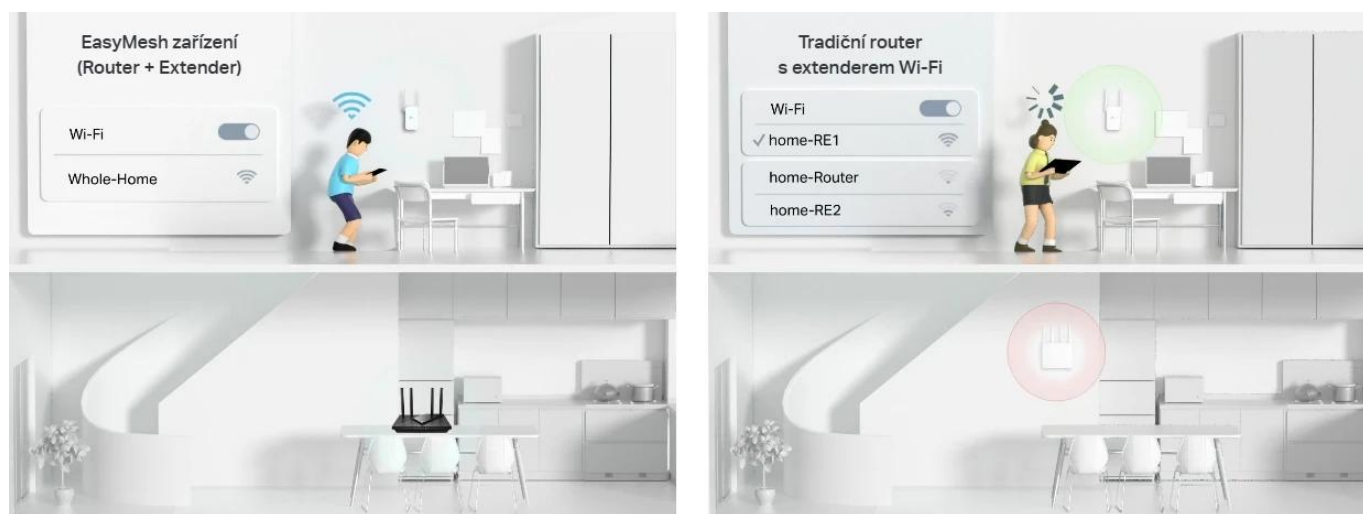 EasyMesh zařízení
(Router + Extender)
Wi-Fi
Whole-Home
Tradiční router
s extenderem Wi-Fi
Wi-Fi
home-RE1
home-Router
home-RE2